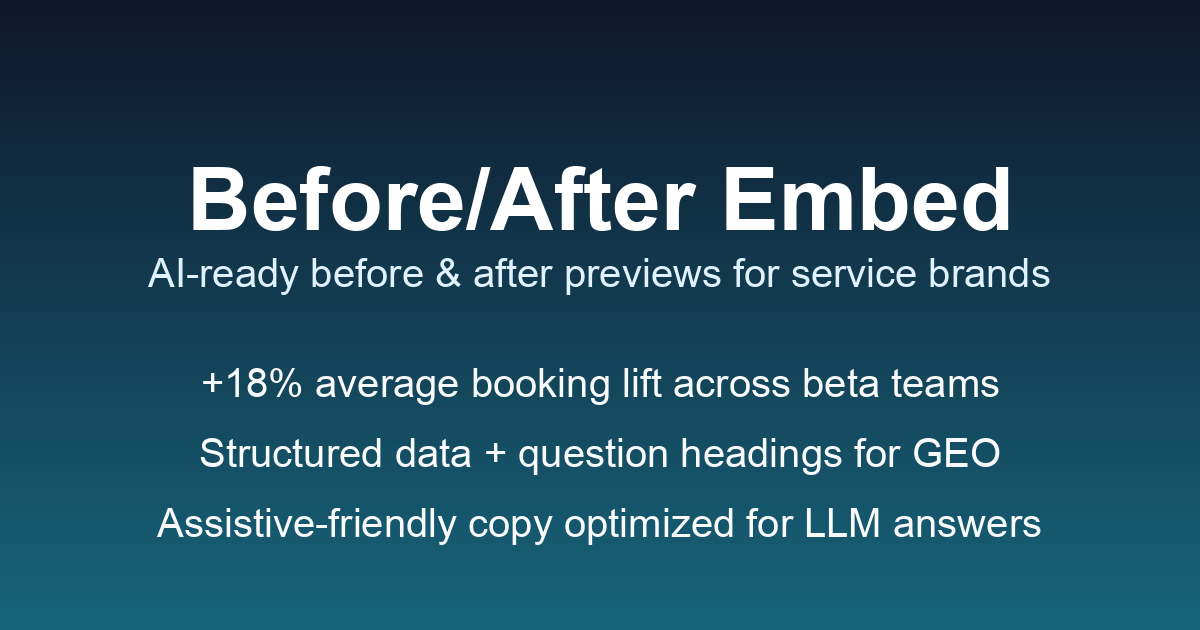 Before/After Embed
AI-ready before & after previews for service brands
+18% average booking lift across beta teams
Structured data + question headings for GEO
Assistive-friendly copy optimized for LLM answers